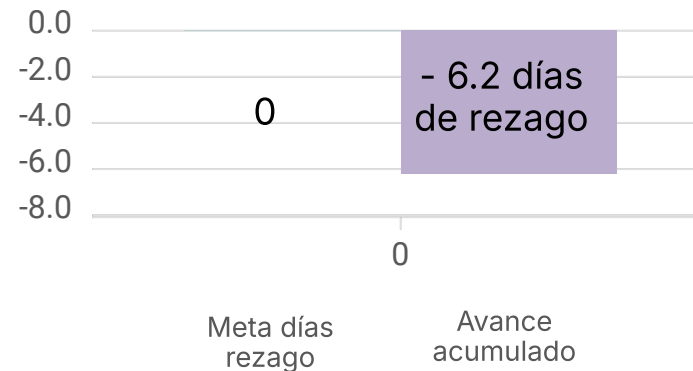 0.0
-2.0
-4.0
-6.0
-8.0
0
- 6.2 días
de rezago
0
Meta días
rezago
Avance
acumulado